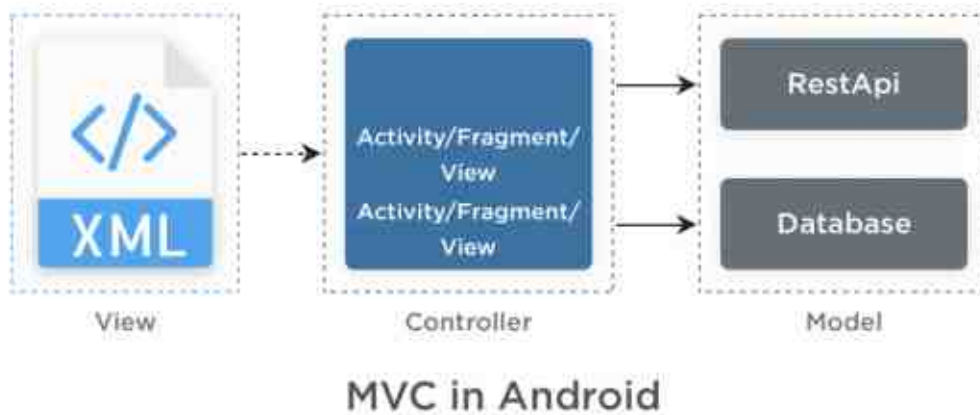 </>
XML
View
Activity/Fragment/
View
Activity/Fragment/
View
Controller
RestApi
Database
Model
MVC in Android